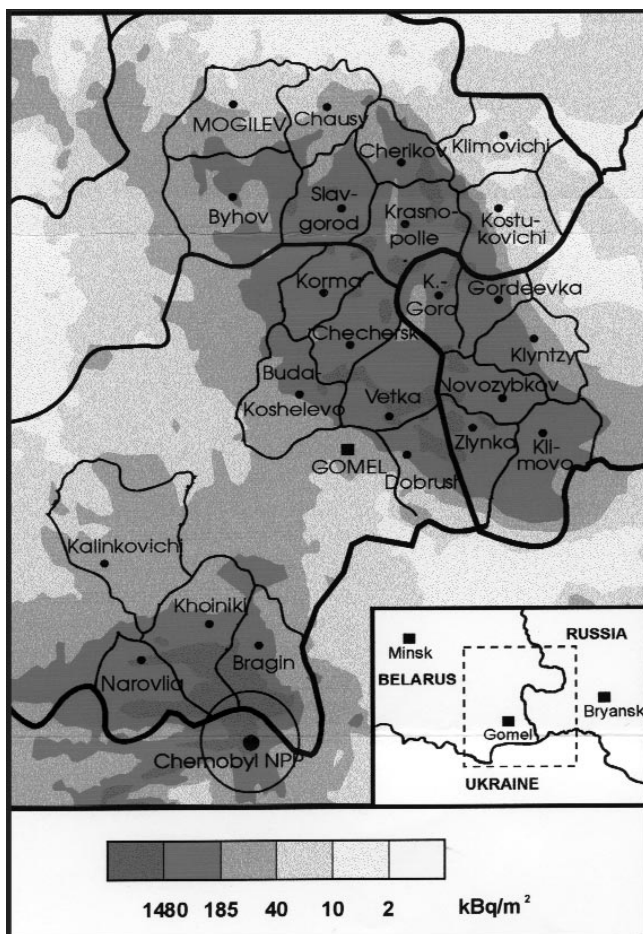 MOGILEV
Chausy
Cherikov
Klimovichi
Byhov
Slav-
gorod
Krasno-
polle
Kostu-
kovichi
Korma
K.-
Gora
Gordeevka
Chechersk
Klyntzy
Buda-
Koshelevo
Vetka
Novozybkov
Zlynka
Kli-
movo
GOMEL
Dobrush
Kalinkovichi
Khoiniki
Bragin
Narovlia
Chernobyl NPP
Minsk
RUSSIA
BELARUS
Bryansk
Gomel
UKRAINE
1480 185 40 10 2 kBq/m²